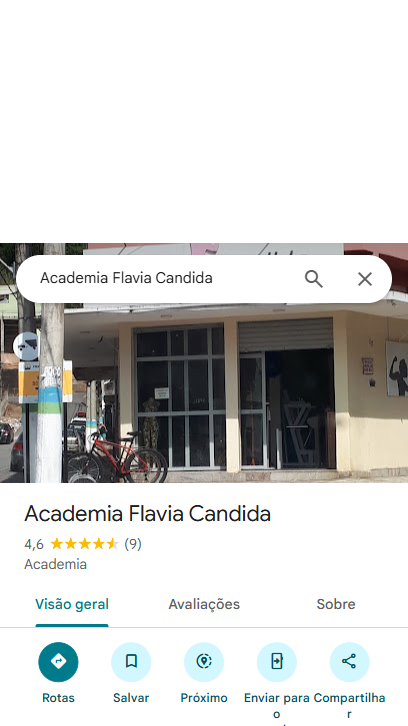 Academia Flavia Candida
Academia Flavia Candida
4,6 (9)
Academia
Visão geral Avaliações Sobre
Rotas Salvar Próximo Enviar para o Compartilhar